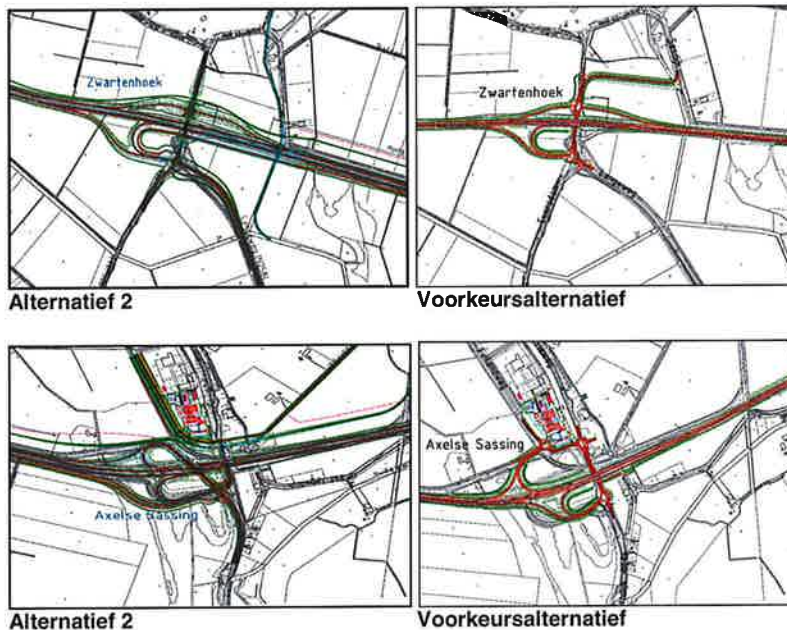 Zwartenhoek
Zwartenhoek
Alternatief 2
Voorkeursalternatief
Axelse Sassing
Axelse Sassing
Alternatief 2
Voorkeursalternatief